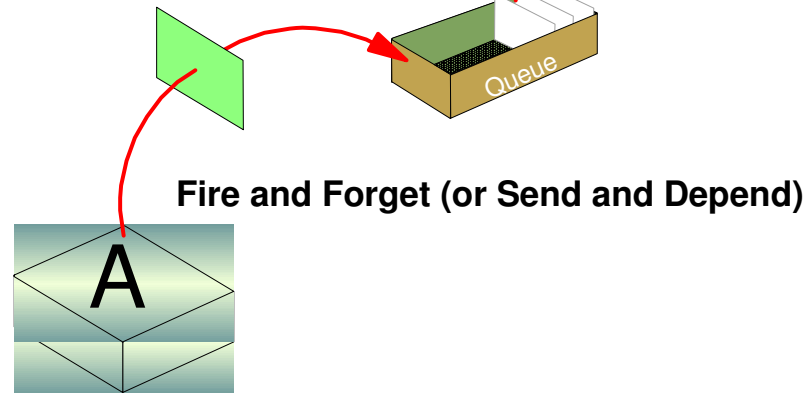 Queue
Fire and Forget (or Send and Depend)
A